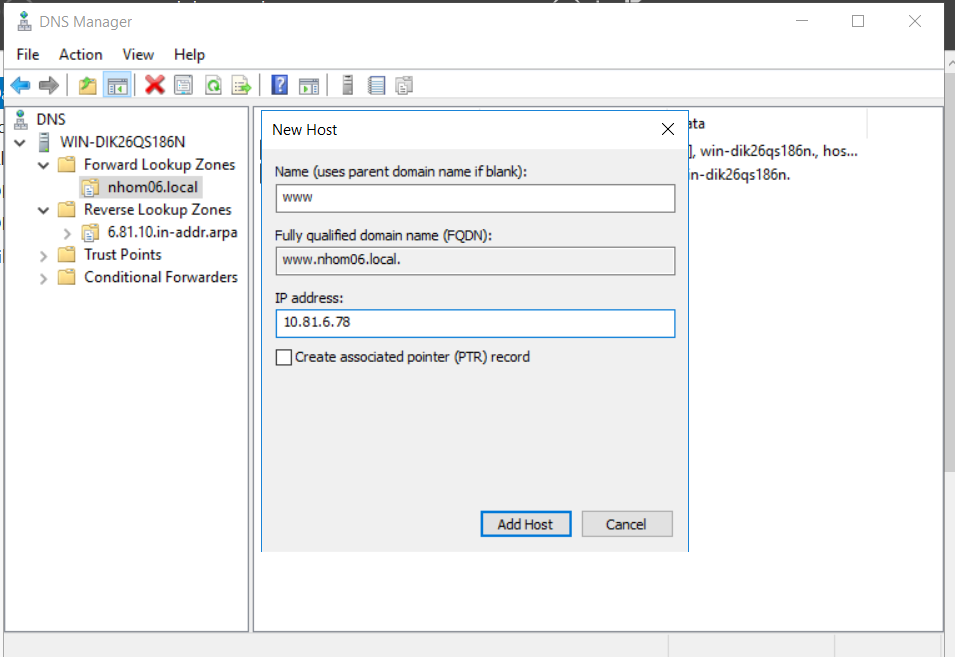 DNS Manager
File Action View Help
DNS
WIN-DIK26QS186N
Forward Lookup Zones
nhom06.local
Reverse Lookup Zones
6.81.10.in-addr.arpa
Trust Points
Conditional Forwarders
ata
], win-dik26qs186n., hos...
in-dik26qs186n.
New Host
Name (uses parent domain name if blank):
www
Fully qualified domain name (FQDN):
www.nhom06.local.
IP address:
10.81.6.78
Create associated pointer (PTR) record
Add Host
Cancel